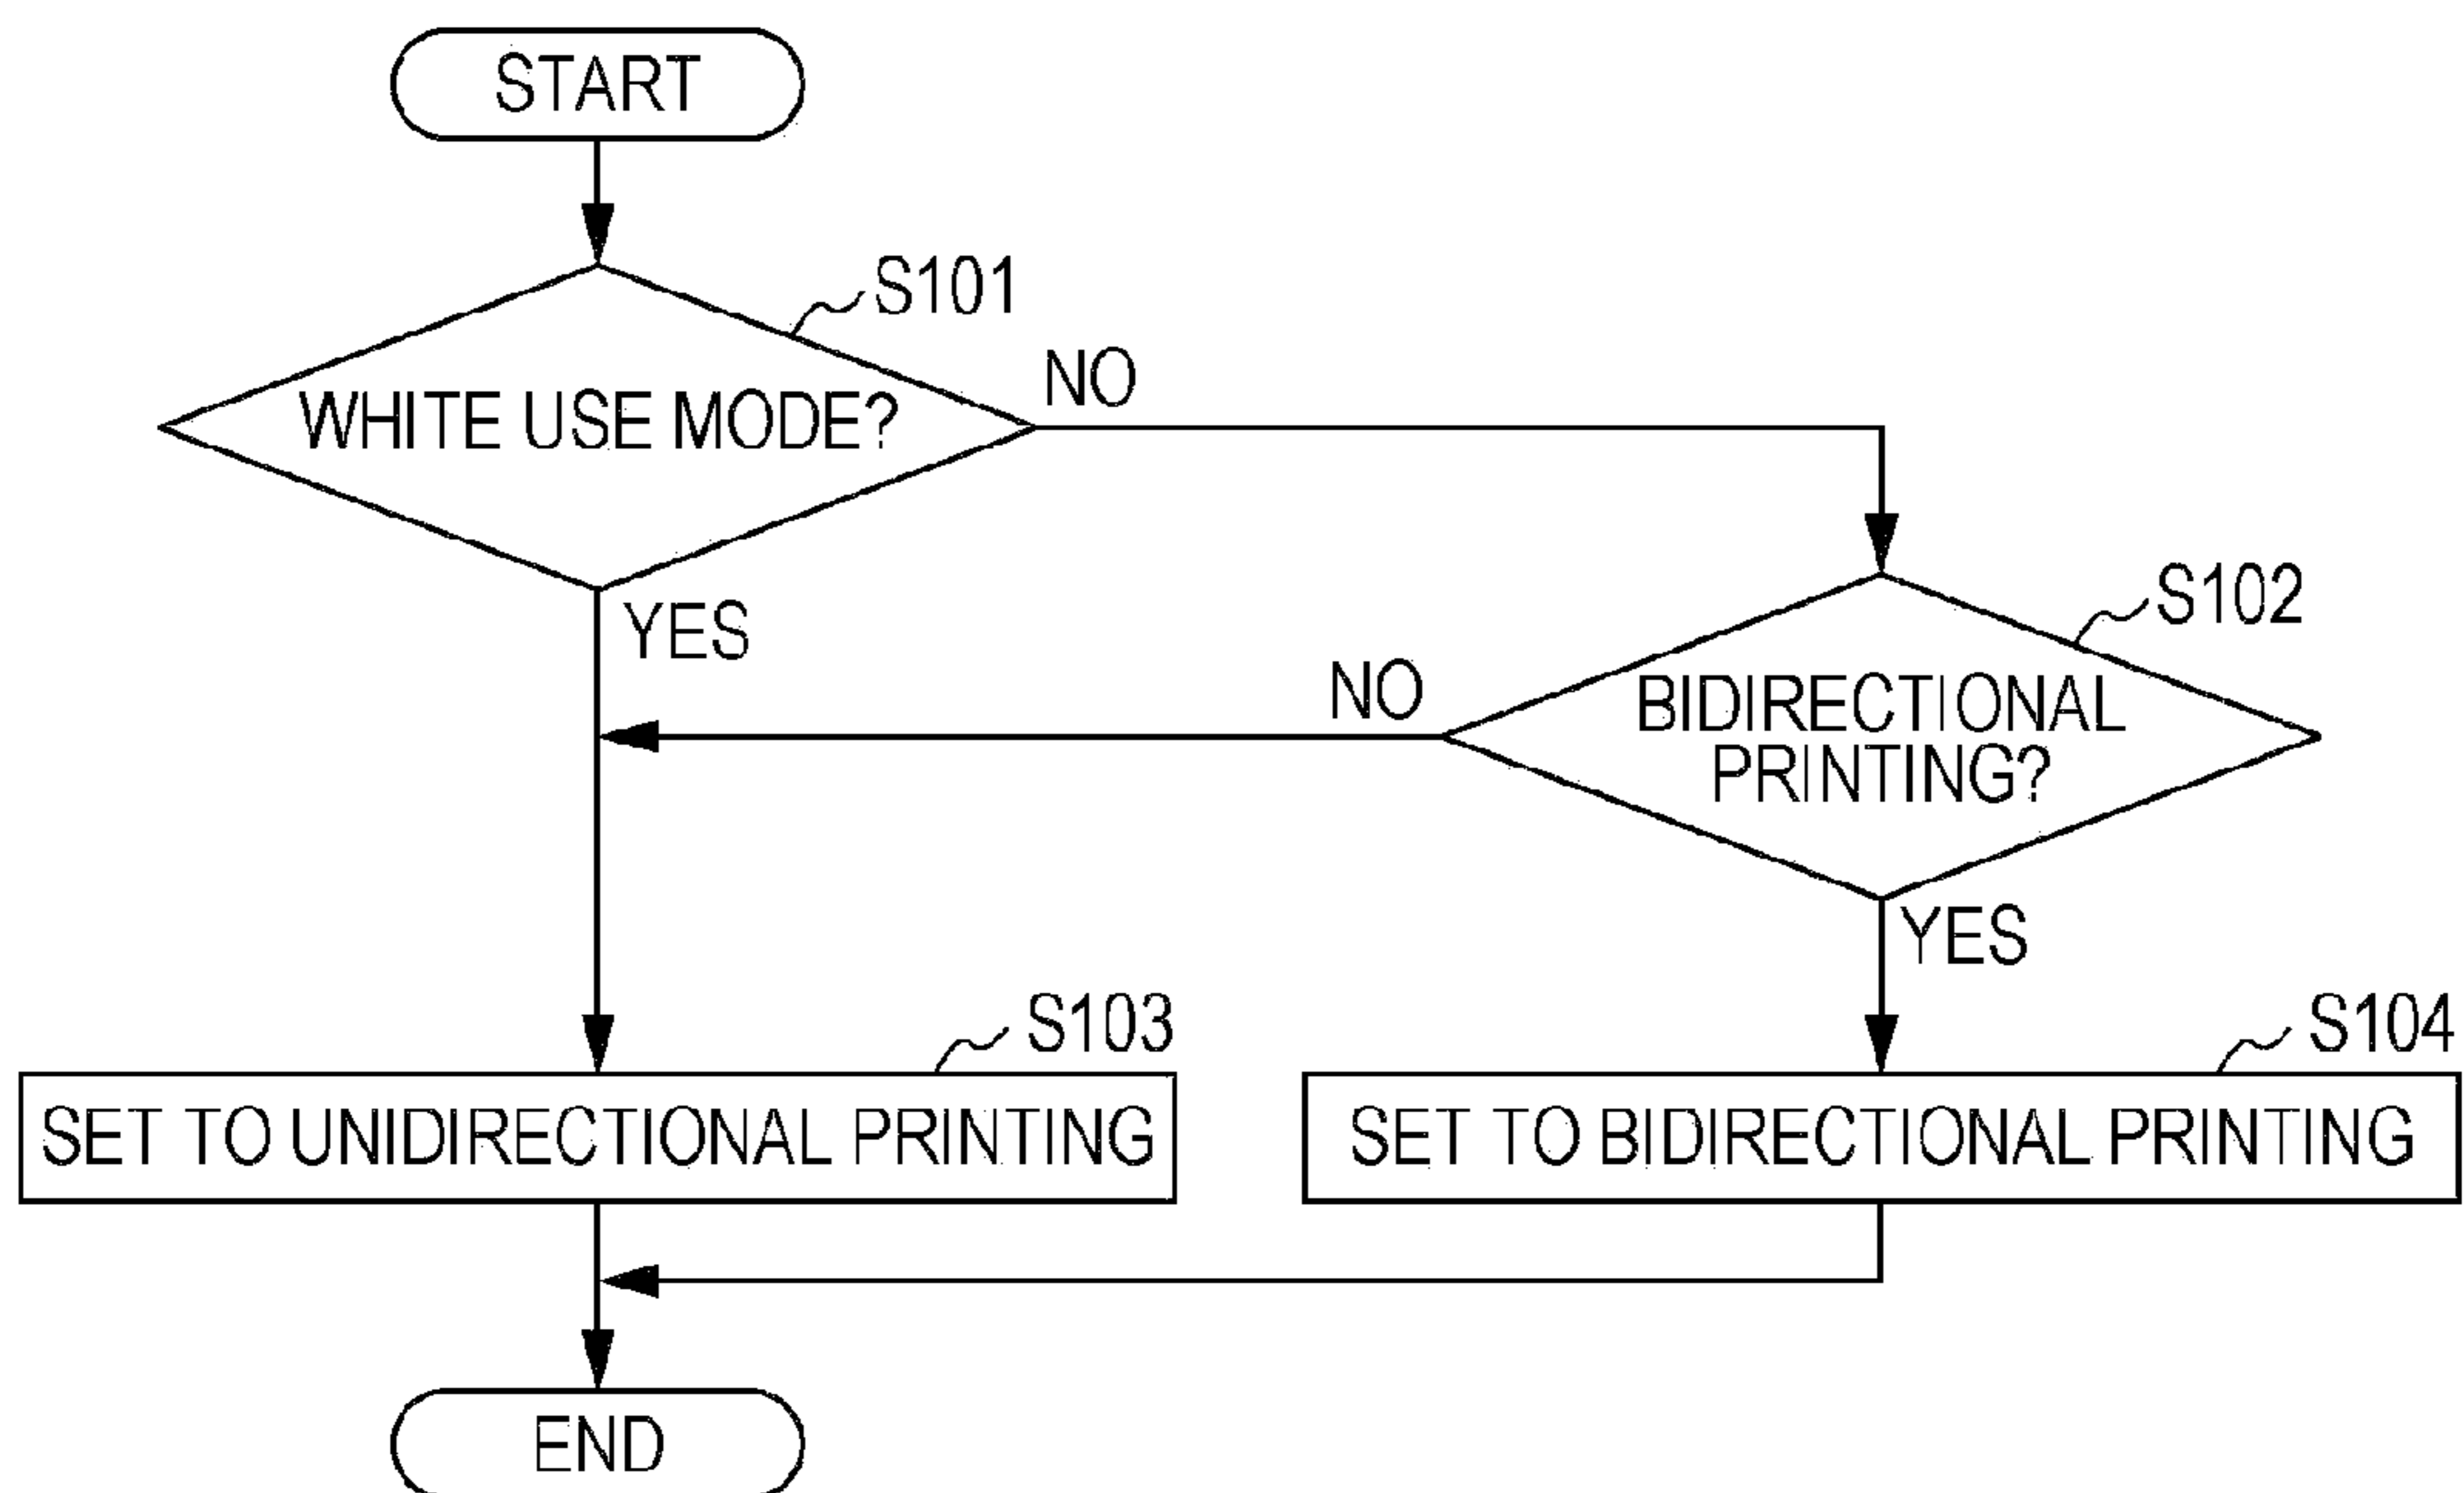 START
S101
WHITE USE MODE?
NO
YES
S102
NO
BIDIRECTIONAL
PRINTING?
YES
S103
S104
SET TO UNIDIRECTIONAL PRINTING
SET TO BIDIRECTIONAL PRINTING
END